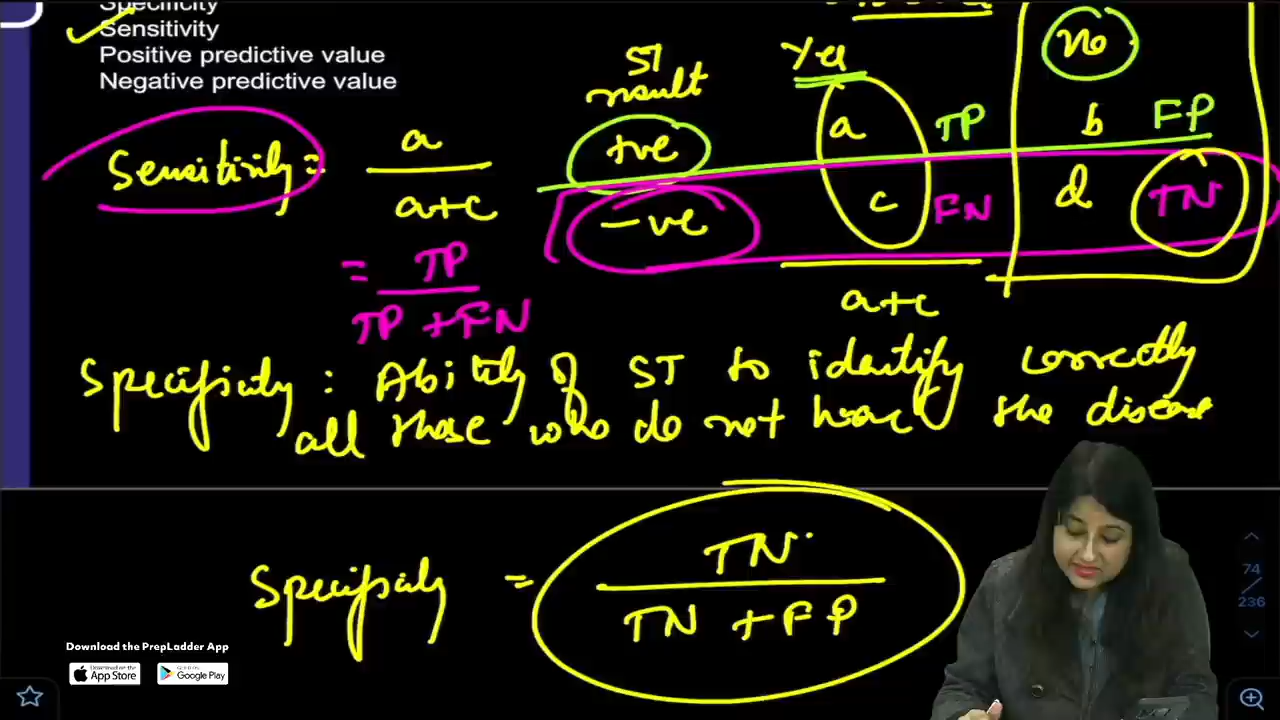 Specificity
Sensitivity
Positive predictive value
Negative predictive value
ST
result
Yes
No
+ve
a
TP
b
FP
-ve
c
FN
d
TN
a+c
Sensitivity =
a
a+c
= TP
TP + FN
Specificity : Ability of ST to identify correctly
all those who do not have the disease
Specificity =
TN
TN + FP
74
236
Download the PrepLadder App
App Store
Google Play